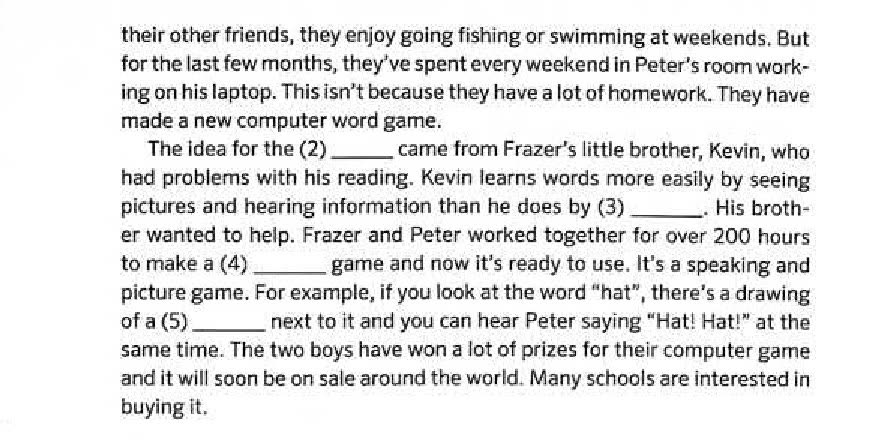 their other friends, they enjoy going fishing or swimming at weekends. But
for the last few months, they've spent every weekend in Peter's room work-
ing on his laptop. This isn't because they have a lot of homework. They have
made a new computer word game.
The idea for the (2) ______ came from Frazer's little brother, Kevin, who
had problems with his reading. Kevin learns words more easily by seeing
pictures and hearing information than he does by (3) _______. His broth-
er wanted to help. Frazer and Peter worked together for over 200 hours
to make a (4) _______ game and now it's ready to use. It's a speaking and
picture game. For example, if you look at the word "hat", there's a drawing
of a (5) _______ next to it and you can hear Peter saying "Hat! Hat!" at the
same time. The two boys have won a lot of prizes for their computer game
and it will soon be on sale around the world. Many schools are interested in
buying it.